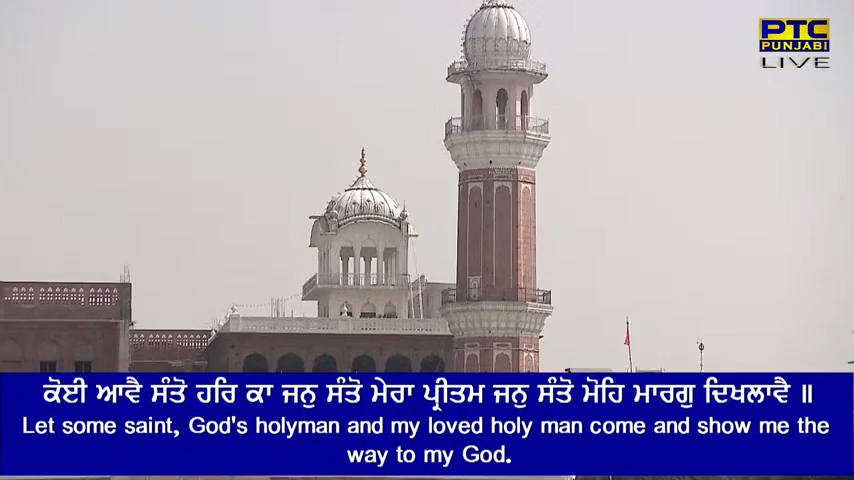 PTC
PUNJABI
LIVE
ਕੋਈ ਆਵੈ ਸੰਤੋ ਹਰਿ ਕਾ ਜਨੁ ਸੰਤੋ ਮੇਰਾ ਪ੍ਰੀਤਮ ਜਨੁ ਸੰਤੋ ਮੋਹਿ ਮਾਰਗੁ ਦਿਖਲਾਵੈ ॥
Let some saint, God's holyman and my loved holy man come and show me the
way to my God.